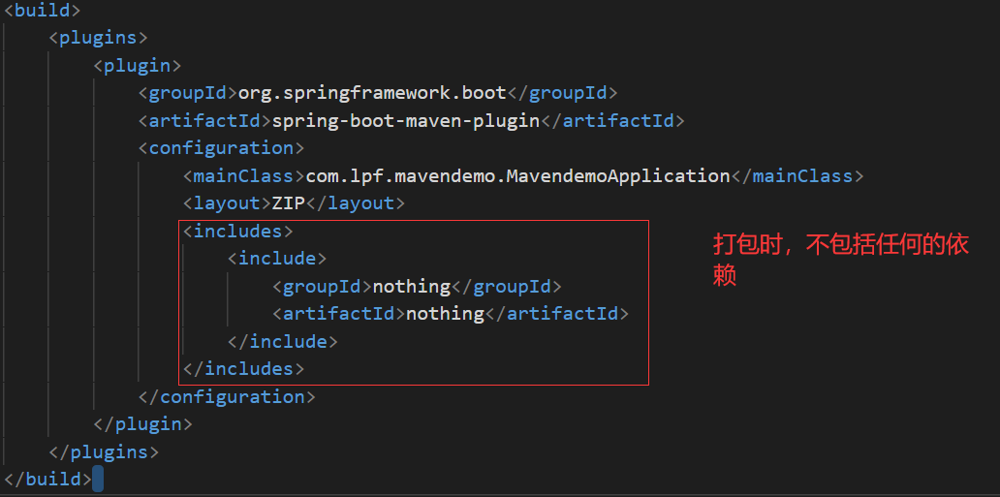 <build>
<plugins>
<plugin>
<groupId>org.springframework.boot</groupId>
<artifactId>spring-boot-maven-plugin</artifactId>
<configuration>
<mainClass>com.lpf.mavendemo.MavendemoApplication</mainClass>
<layout>ZIP</layout>
<includes>
<include>
<groupId>nothing</groupId>
<artifactId>nothing</artifactId>
</include>
</includes>
</configuration>
</plugin>
</plugins>
</build>
打包时，不包括任何的依
赖